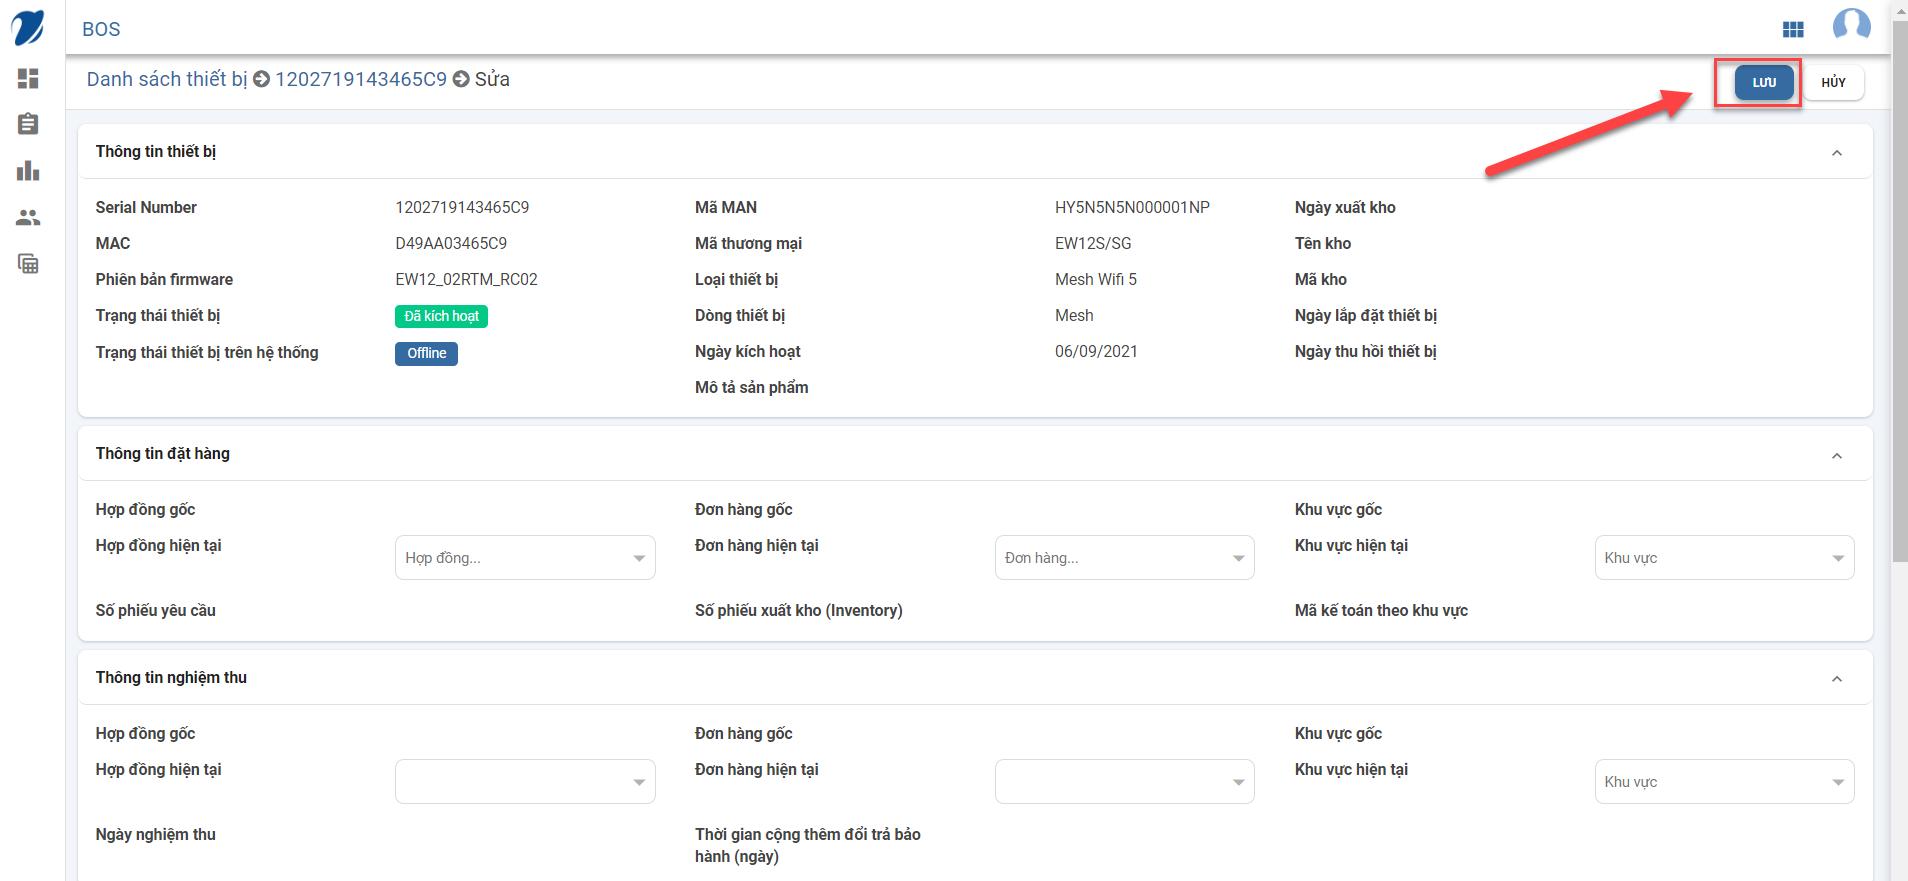 BOS
Danh sách thiết bị 1202719143465C9 Sửa
LƯU HỦY
Thông tin thiết bị
Serial Number 1202719143465C9 Mã MAN HY5N5N5N000001NP Ngày xuất kho
MAC D49AA03465C9 Mã thương mại EW12S/SG Tên kho
Phiên bản firmware EW12_02RTM_RC02 Loại thiết bị Mesh Wifi 5 Mã kho
Trạng thái thiết bị Đã kích hoạt Dòng thiết bị Mesh Ngày lắp đặt thiết bị
Trạng thái thiết bị trên hệ thống Offline Ngày kích hoạt 06/09/2021 Ngày thu hồi thiết bị
Mô tả sản phẩm
Thông tin đặt hàng
Hợp đồng gốc Đơn hàng gốc Khu vực gốc
Hợp đồng hiện tại Hợp đồng... Đơn hàng hiện tại Đơn hàng... Khu vực hiện tại Khu vực
Số phiếu yêu cầu Số phiếu xuất kho (Inventory) Mã kế toán theo khu vực
Thông tin nghiệm thu
Hợp đồng gốc Đơn hàng gốc Khu vực gốc
Hợp đồng hiện tại Đơn hàng hiện tại Khu vực hiện tại Khu vực
Ngày nghiệm thu Thời gian cộng thêm đổi trả bảo
hành (ngày)